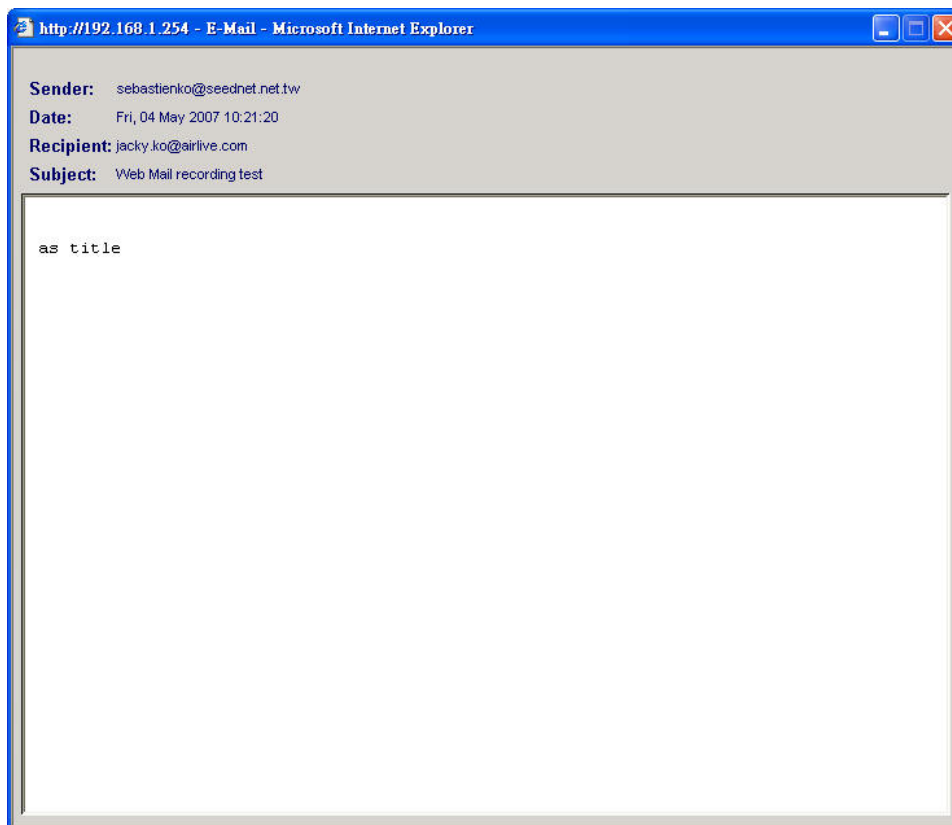 http://192.168.1.254 - E-Mail - Microsoft Internet Explorer
Sender: sebastienko@seednet.net.tw
Date: Fri, 04 May 2007 10:21:20
Recipient: jacky.ko@airlive.com
Subject: Web Mail recording test
as title